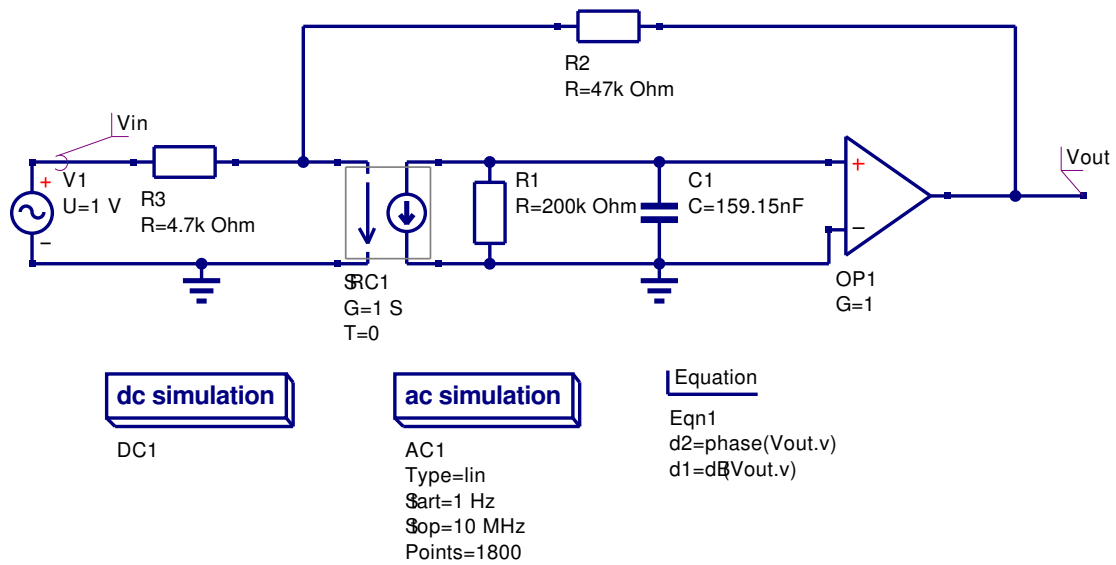 R2
R=47k Ohm
Vin
+
V1
U=1 V
−
R3
R=4.7k Ohm
SRC1
G=1 S
T=0
R1
R=200k Ohm
C1
C=159.15nF
+
−
OP1
G=1
Vout
dc simulation
DC1
ac simulation
AC1
Type=lin
Start=1 Hz
Stop=10 MHz
Points=1800
Equation
Eqn1
d2=phase(Vout.v)
d1=dB(Vout.v)